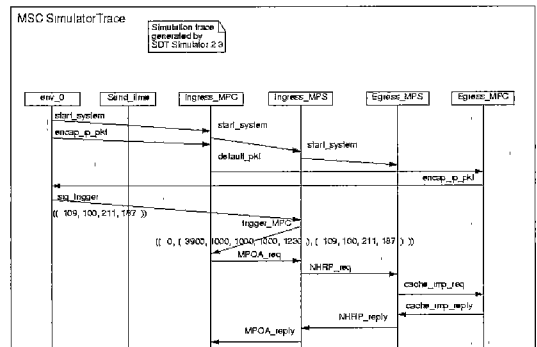 MSC SimulatorTrace
Simulation trace
generated by
SDT Simulator 2.3
env_0
Send_time
Ingress_MPC
Ingress_MPS
Egress_MPS
Egress_MPC
start_system
encap_ip_pkt
start_system
start_system
default_pkt
encap_ip_pkt
sig_trigger
(( 109, 100, 211, 187 ))
trigger_MPC
(( 0, ( 3900, 1000, 1000, 1000, 1230 ), ( 109, 100, 211, 187 ) ))
MPOA_req
NHRP_req
cache_imp_req
cache_imp_reply
NHRP_reply
MPOA_reply